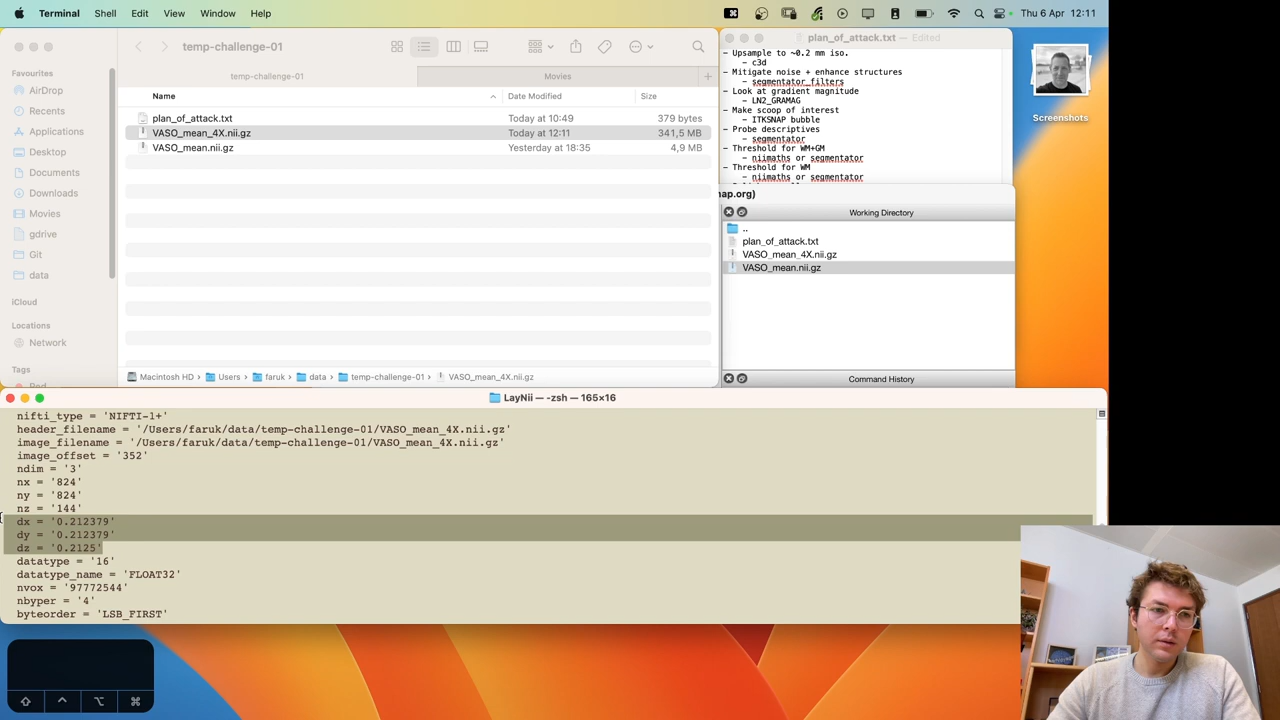 Terminal Shell Edit View Window Help Thu 6 Apr 12:11
temp-challenge-01
temp-challenge-01 Movies
Favourites
AirDrop
Recents
Applications
Desktop
Downloads
Movies
gdrive
Git
data
iCloud
Locations
Network
Tags
Name Date Modified Size
plan_of_attack.txt Today at 10:49 379 bytes
VASO_mean_4X.nii.gz Today at 12:11 341,5 MB
VASO_mean.nii.gz Yesterday at 18:35 4,9 MB
Macintosh HD › Users › faruk › data › temp-challenge-01 › VASO_mean_4X.nii.gz
plan_of_attack.txt — Edited
- Upsample to ~0.2 mm iso.
- c3d
- Mitigate noise + enhance structures
- segmentator_filters
- Look at gradient magnitude
- LN2_GRAMAG
- Make scoop of interest
- ITKSNAP bubble
- Probe descriptives
- segmentator
- Threshold for WM+GM
- niimaths or segmentator
- Threshold for WM
- niimaths or segmentator
nap.org)
Working Directory
..
plan_of_attack.txt
VASO_mean_4X.nii.gz
VASO_mean.nii.gz
Command History
Screenshots
LayNii — -zsh — 165×16
nifti_type = 'NIFTI-1+'
header_filename = '/Users/faruk/data/temp-challenge-01/VASO_mean_4X.nii.gz'
image_filename = '/Users/faruk/data/temp-challenge-01/VASO_mean_4X.nii.gz'
image_offset = '352'
ndim = '3'
nx = '824'
ny = '824'
nz = '144'
dx = '0.212379'
dy = '0.212379'
dz = '0.2125'
datatype = '16'
datatype_name = 'FLOAT32'
nvox = '97772544'
nbyper = '4'
byteorder = 'LSB_FIRST'